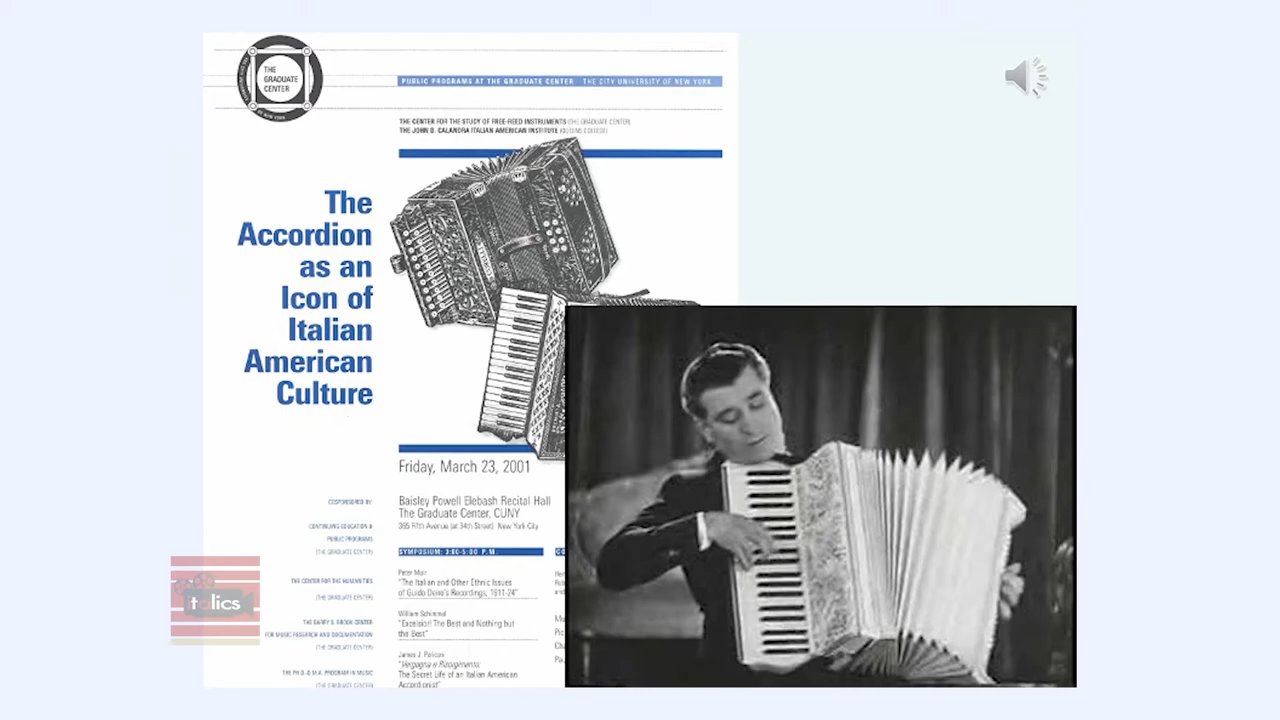 THE
GRADUATE
CENTER
PUBLIC PROGRAMS AT THE GRADUATE CENTER THE CITY UNIVERSITY OF NEW YORK
THE CENTER FOR THE STUDY OF FREE-REED INSTRUMENTS (THE GRADUATE CENTER)
THE JOHN D. CALANDRA ITALIAN AMERICAN INSTITUTE (QUEENS COLLEGE)
The
Accordion
as an
Icon of
Italian
American
Culture
Friday, March 23, 2001
Baisley Powell Elebash Recital Hall
The Graduate Center, CUNY
365 Fifth Avenue (at 34th Street) New York City
COSPONSORED BY
CONTINUING EDUCATION &
PUBLIC PROGRAMS
(THE GRADUATE CENTER)
THE CENTER FOR THE HUMANITIES
(THE GRADUATE CENTER)
THE BARRY S. BROOK CENTER
FOR MUSIC RESEARCH AND DOCUMENTATION
(THE GRADUATE CENTER)
THE PH.D. & M.A. PROGRAM IN MUSIC
(THE GRADUATE CENTER)
SYMPOSIUM: 3:00-5:00 P.M.
Peter Muir
"The Italian and Other Ethnic Issues
of Guido Deiro's Recordings, 1911-24"
William Schimmel
"Excelsior! The Best and Nothing but
the Best"
James J. Periconi
"Vergogna e Risorgimento:
The Secret Life of an Italian American
Accordionist"
italics